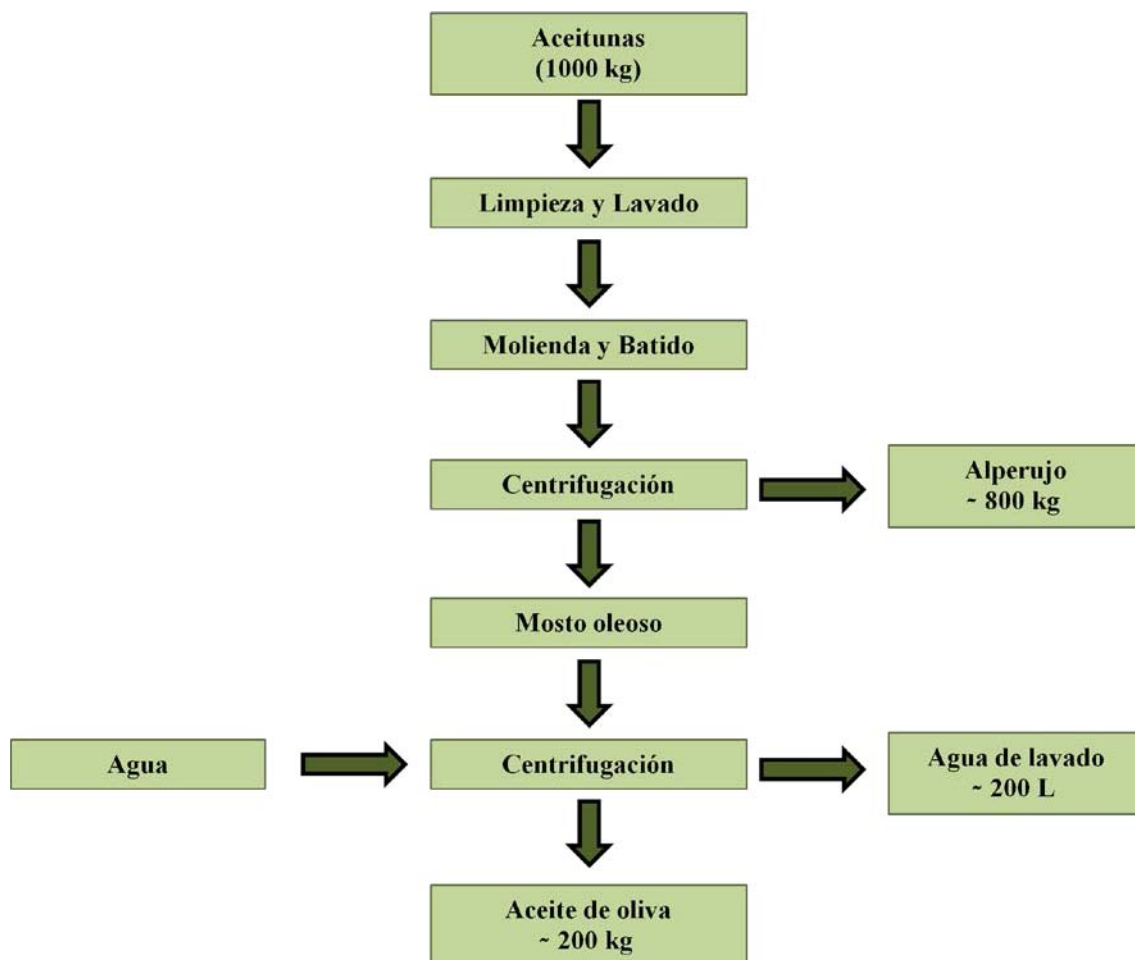 Aceitunas
(1000 kg)
Limpieza y Lavado
Molienda y Batido
Centrifugación
Alperujo
~ 800 kg
Mosto oleoso
Agua
Centrifugación
Agua de lavado
~ 200 L
Aceite de oliva
~ 200 kg